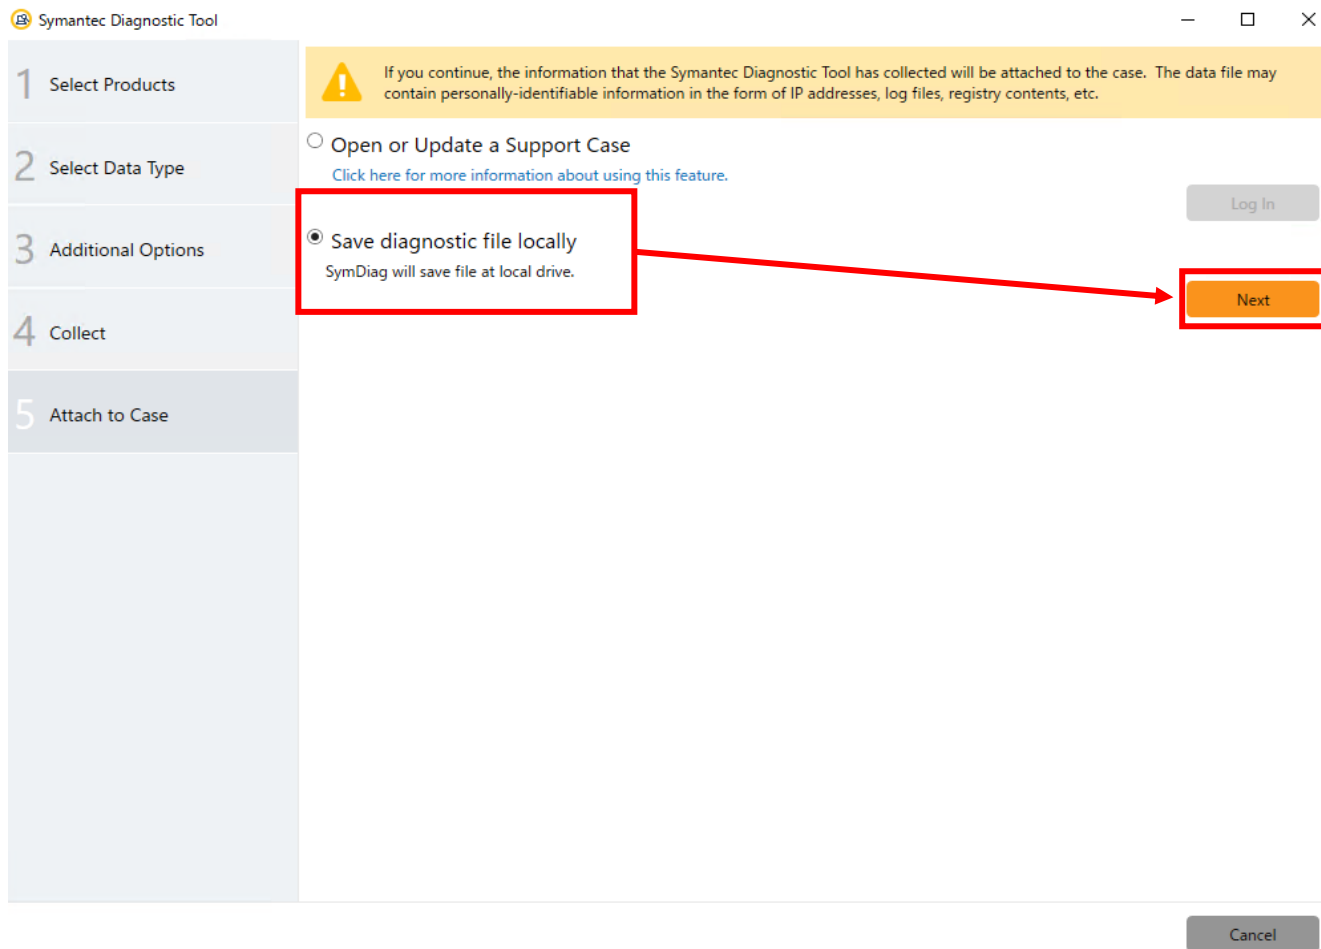 Symantec Diagnostic Tool
1 Select Products
2 Select Data Type
3 Additional Options
4 Collect
5 Attach to Case
If you continue, the information that the Symantec Diagnostic Tool has collected will be attached to the case. The data file may
contain personally-identifiable information in the form of IP addresses, log files, registry contents, etc.
Open or Update a Support Case
Click here for more information about using this feature.
Log In
Save diagnostic file locally
SymDiag will save file at local drive.
Next
Cancel